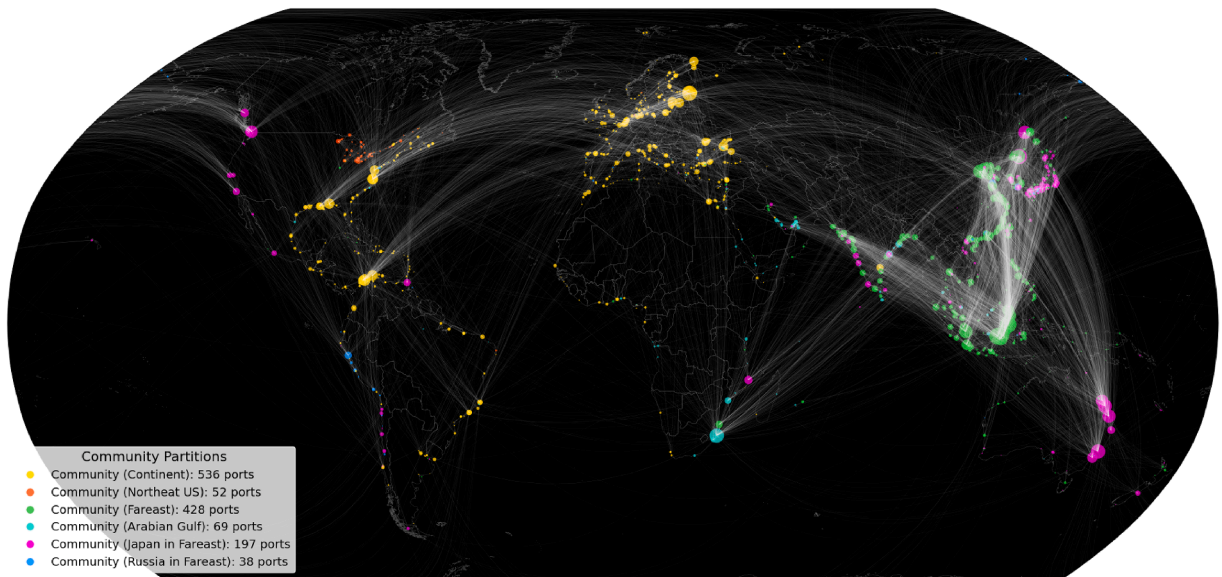 Community Partitions
Community (Continent): 536 ports
Community (Northeat US): 52 ports
Community (Fareast): 428 ports
Community (Arabian Gulf): 69 ports
Community (Japan in Fareast): 197 ports
Community (Russia in Fareast): 38 ports